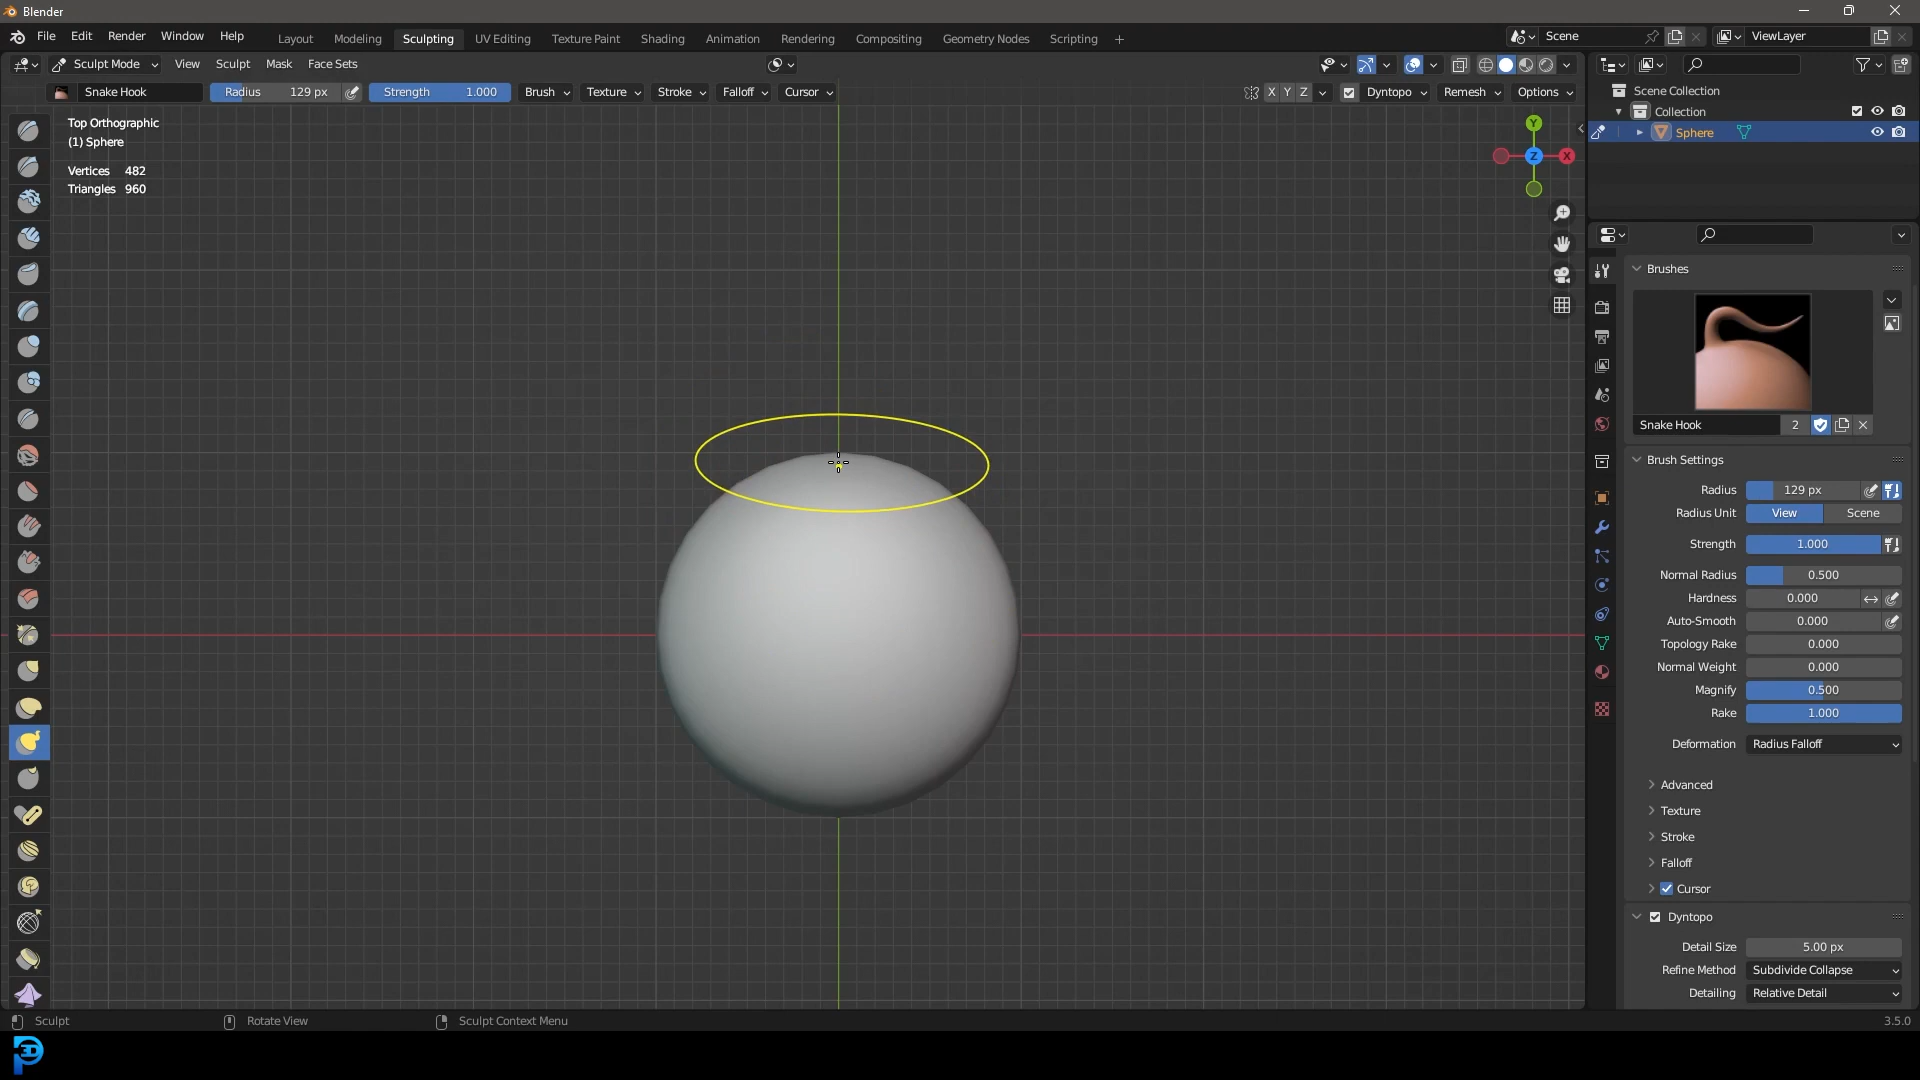 Blender
File Edit Render Window Help Layout Modeling Sculpting UV Editing Texture Paint Shading Animation Rendering Compositing Geometry Nodes Scripting + Scene ViewLayer
Sculpt Mode View Sculpt Mask Face Sets
Snake Hook Radius 129 px Strength 1.000 Brush Texture Stroke Falloff Cursor X Y Z Dyntopo Remesh Options
Scene Collection
Collection
Sphere
Top Orthographic
(1) Sphere
Vertices 482
Triangles 960
Y
Z X
Brushes
Snake Hook 2
Brush Settings
Radius 129 px
Radius Unit View Scene
Strength 1.000
Normal Radius 0.500
Hardness 0.000
Auto-Smooth 0.000
Topology Rake 0.000
Normal Weight 0.000
Magnify 0.500
Rake 1.000
Deformation Radius Falloff
Advanced
Texture
Stroke
Falloff
Cursor
Dyntopo
Detail Size 5.00 px
Refine Method Subdivide Collapse
Detailing Relative Detail
Sculpt Rotate View Sculpt Context Menu 3.5.0
3D